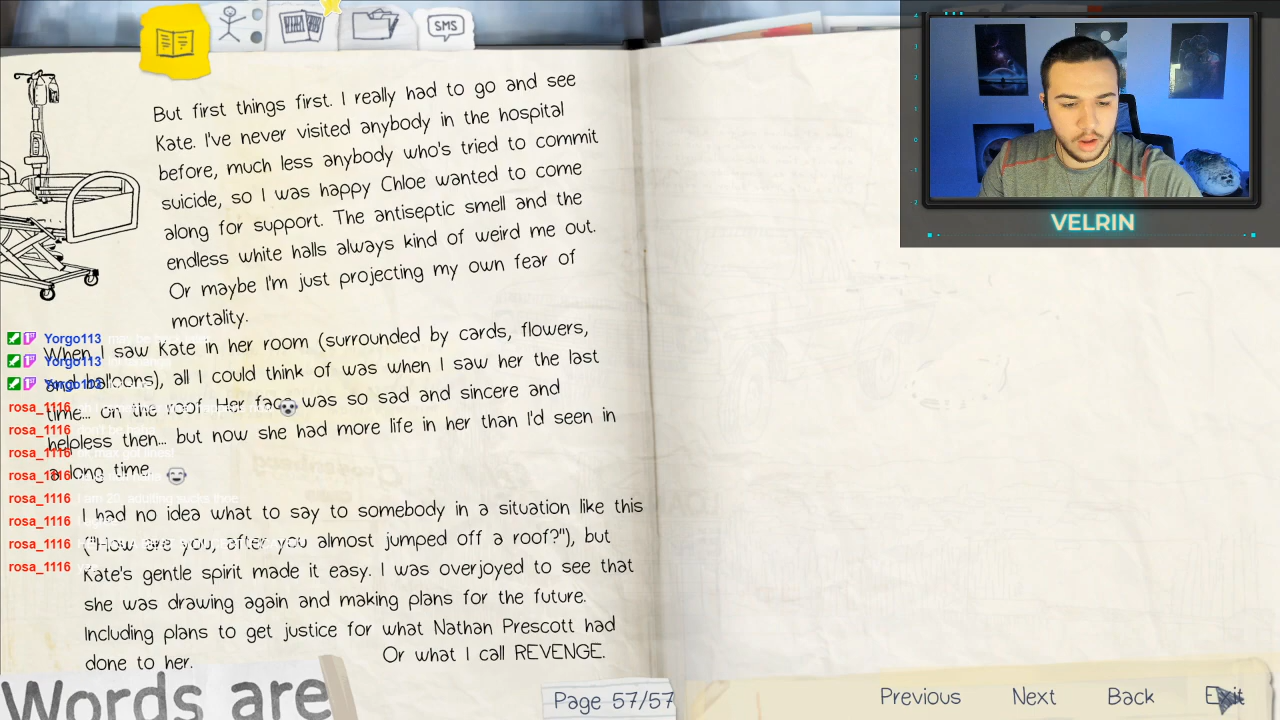 SMS
But first things first. I really had to go and see
Kate. I've never visited anybody in the hospital
before, much less anybody who's tried to commit
suicide, so I was happy Chloe wanted to come
along for support. The antiseptic smell and the
endless white halls always kind of weird me out.
Or maybe I'm just projecting my own fear of
mortality.
When I saw Kate in her room (surrounded by cards, flowers,
and balloons), all I could think of was when I saw her the last
time... on the roof. Her face was so sad and sincere and
helpless then... but now she had more life in her than I'd seen in
a long time.
I had no idea what to say to somebody in a situation like this
("How are you, after you almost jumped off a roof?"), but
Kate's gentle spirit made it easy. I was overjoyed to see that
she was drawing again and making plans for the future.
Including plans to get justice for what Nathan Prescott had
done to her.
Or what I call REVENGE.
Words are
Page 57/57
Previous
Next
Back
Exit
VELRIN
Yorgo113
Yorgo113
Yorgo113
rosa_1116
rosa_1116
rosa_1116
rosa_1116
rosa_1116 I am 20, adulting sucks thoe
rosa_1116
rosa_1116
rosa_1116